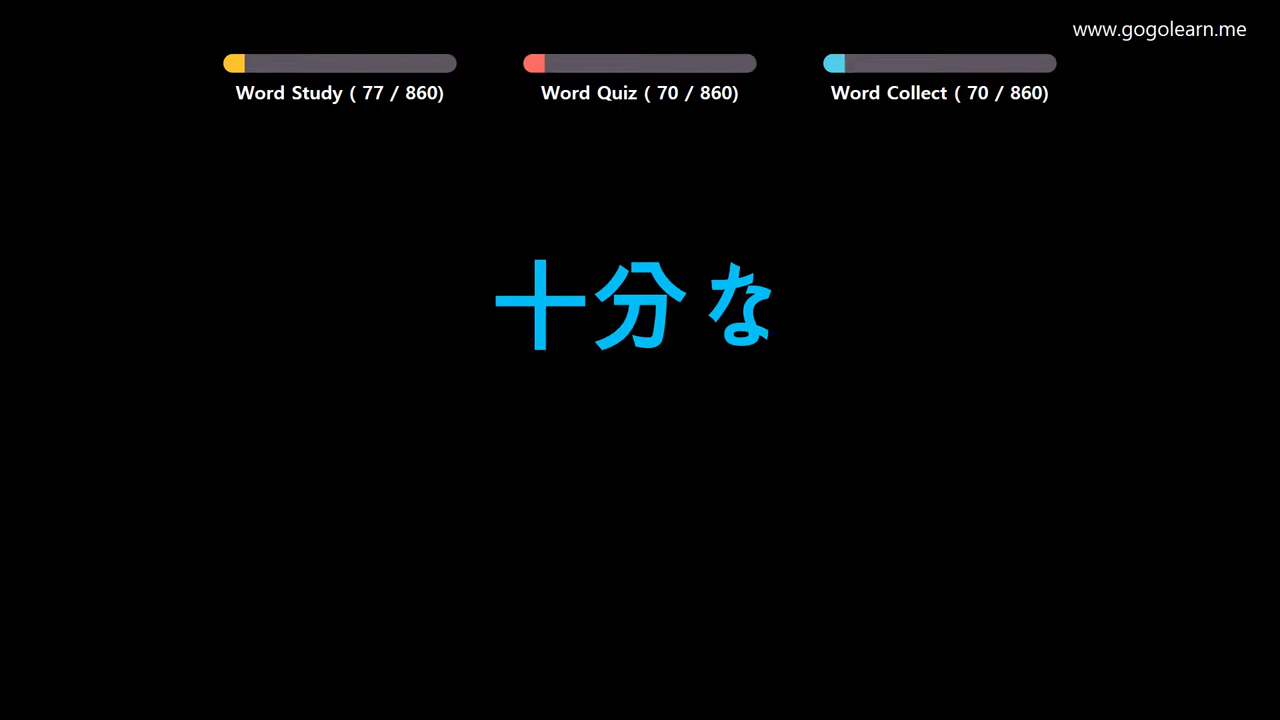 www.gogolearn.me
Word Study ( 77 / 860)
Word Quiz ( 70 / 860)
Word Collect ( 70 / 860)
十分な